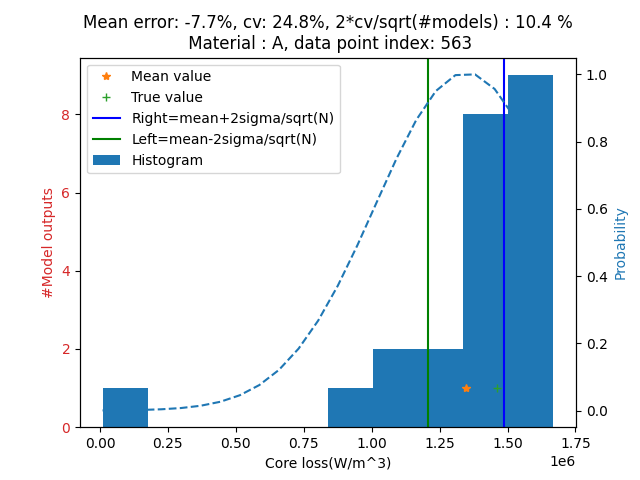 Mean error: -7.7%, cv: 24.8%, 2*cv/sqrt(#models) : 10.4 %
Material : A, data point index: 563
Mean value
True value
Right=mean+2sigma/sqrt(N)
Left=mean-2sigma/sqrt(N)
Histogram
8
6
4
2
0
#Model outputs
1.0
0.8
0.6
0.4
0.2
0.0
Probability
0.00 0.25 0.50 0.75 1.00 1.25 1.50 1.75
1e6
Core loss(W/m^3)